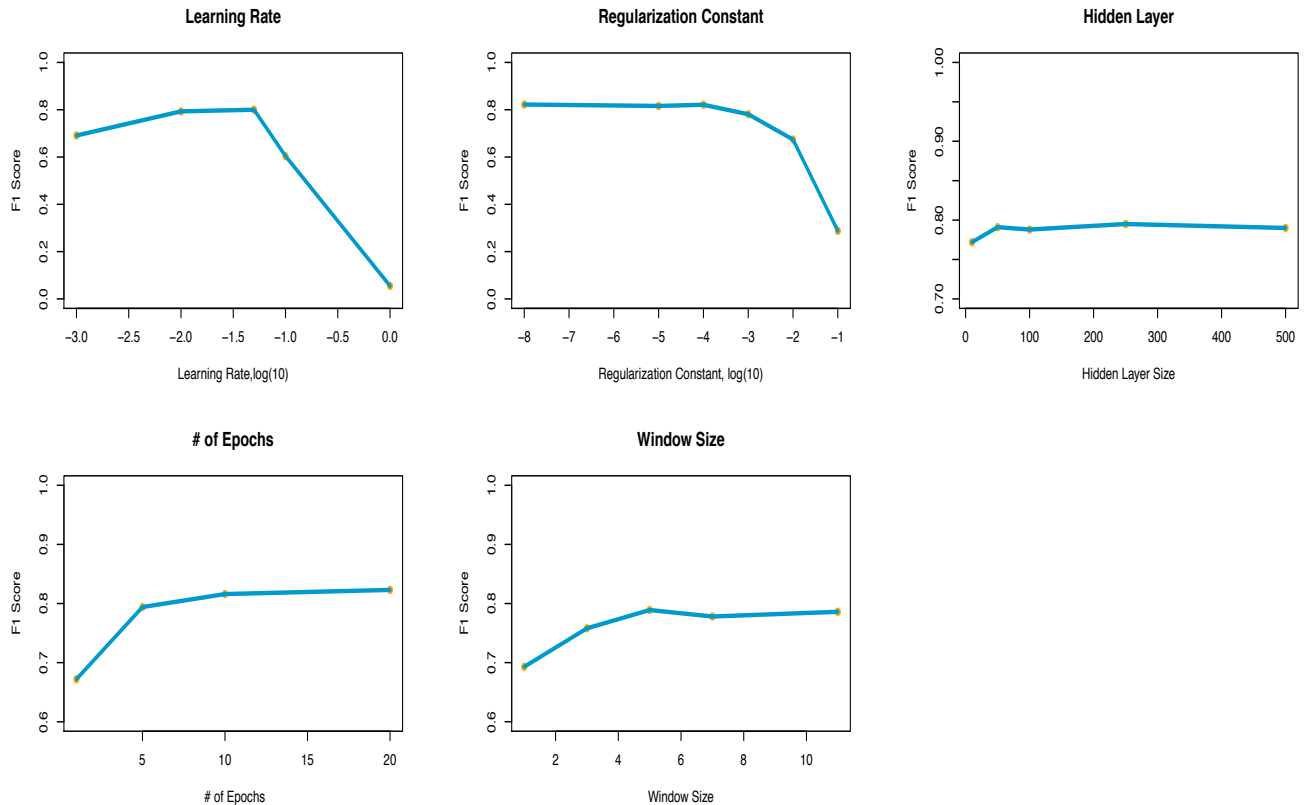 Learning Rate
F1 Score
0.0 0.2 0.4 0.6 0.8 1.0
−3.0 −2.5 −2.0 −1.5 −1.0 −0.5 0.0
Learning Rate,log(10)
Regularization Constant
F1 Score
0.0 0.2 0.4 0.6 0.8 1.0
−8 −7 −6 −5 −4 −3 −2 −1
Regularization Constant, log(10)
Hidden Layer
F1 Score
0.70 0.80 0.90 1.00
0 100 200 300 400 500
Hidden Layer Size
# of Epochs
F1 Score
0.6 0.7 0.8 0.9 1.0
5 10 15 20
# of Epochs
Window Size
F1 Score
0.6 0.7 0.8 0.9 1.0
2 4 6 8 10
Window Size